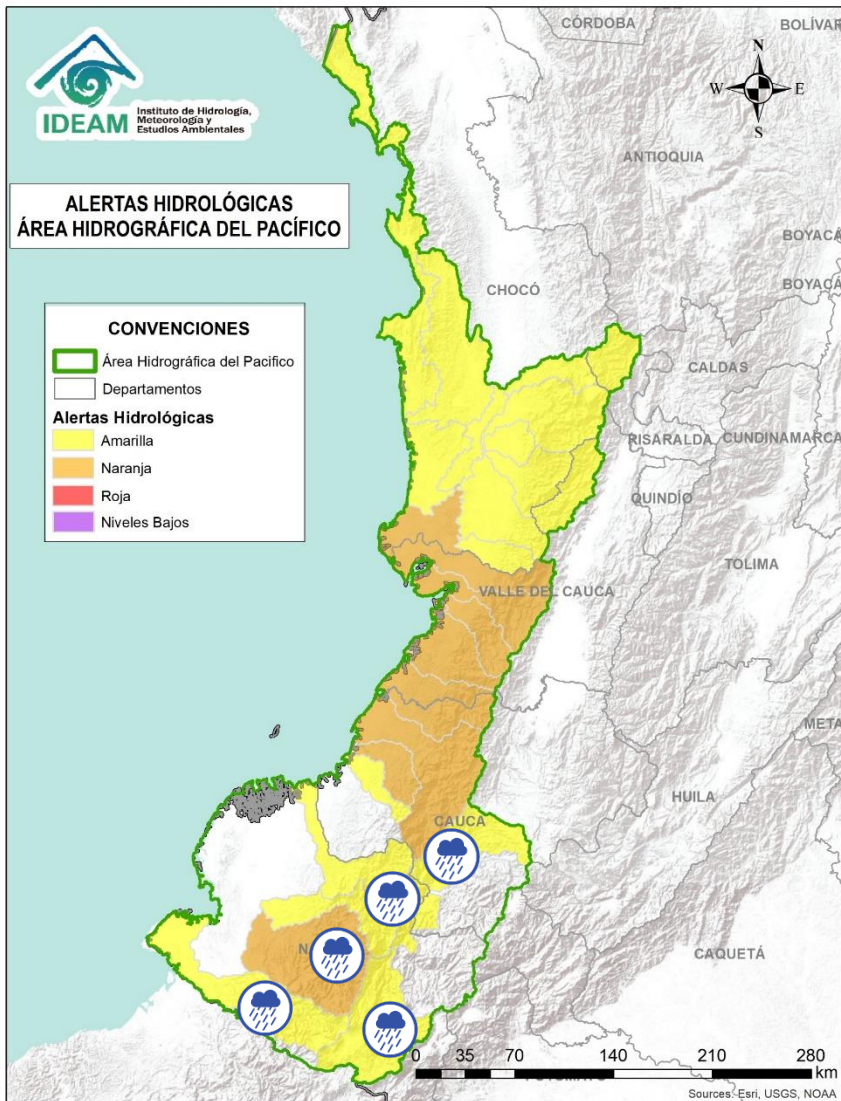 IDEAM
Instituto de Hidrología,
Meteorología y
Estudios Ambientales
ALERTAS HIDROLÓGICAS
ÁREA HIDROGRÁFICA DEL PACÍFICO
CONVENCIONES
Área Hidrográfica del Pacifico
Departamentos
Alertas Hidrológicas
Amarilla
Naranja
Roja
Niveles Bajos
CÓRDOBA
BOLÍVAR
N
W
E
S
ANTIOQUIA
BOYACÁ
BOYACÁ
CHOCÓ
CALDAS
RISARALDA
CUNDINAMARCA
QUINDÍO
TOLIMA
VALLE DEL CAUCA
META
HUILA
CAUCA
CAQUETÁ
N
0 35 70 140 210 280
km
Sources: Esri, USGS, NOAA